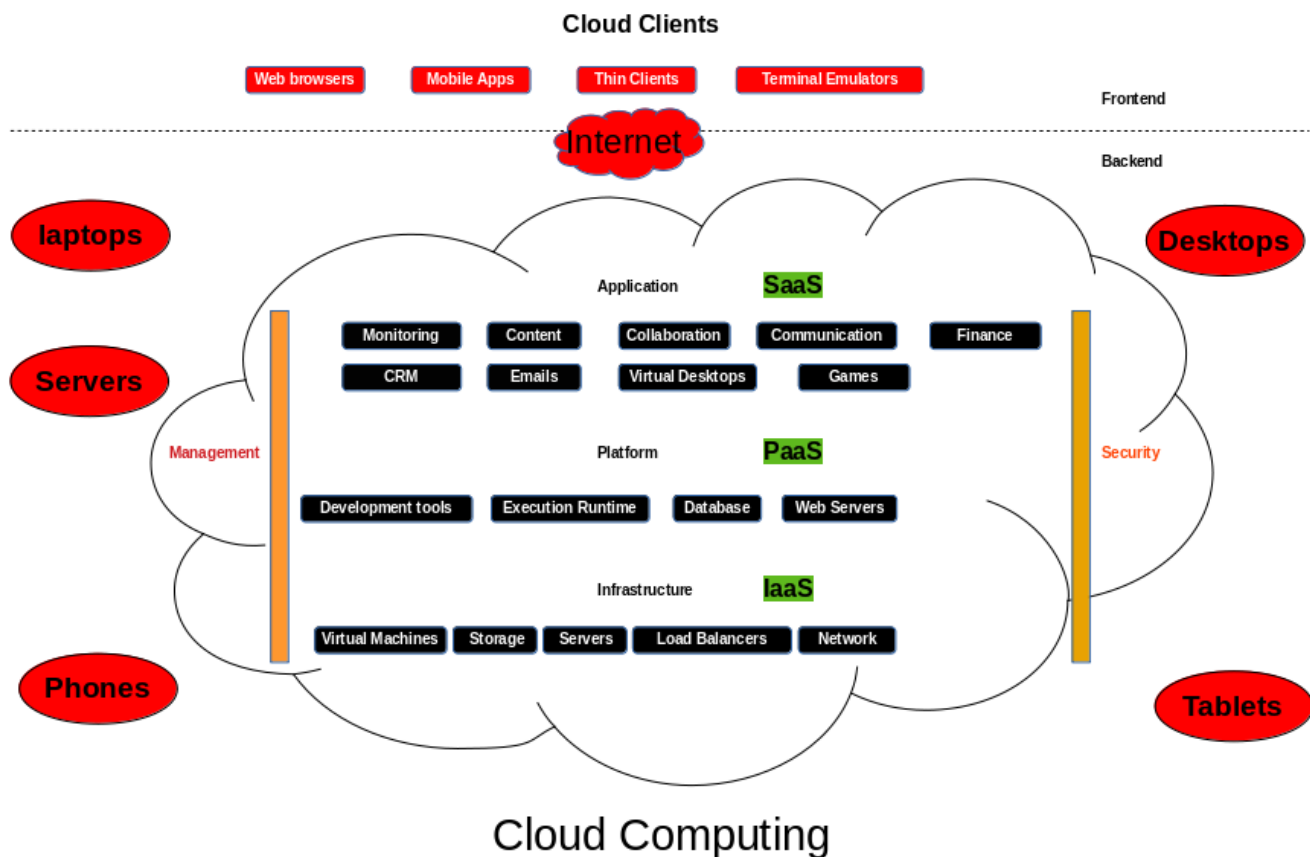 Cloud Clients
Web browsers
Mobile Apps
Thin Clients
Terminal Emulators
Frontend
Internet
Backend
laptops
Desktops
Application
SaaS
Monitoring
Content
Collaboration
Communication
Finance
Servers
CRM
Emails
Virtual Desktops
Games
Management
Platform
PaaS
Security
Development tools
Execution Runtime
Database
Web Servers
Infrastructure
IaaS
Virtual Machines
Storage
Servers
Load Balancers
Network
Phones
Tablets
Cloud Computing